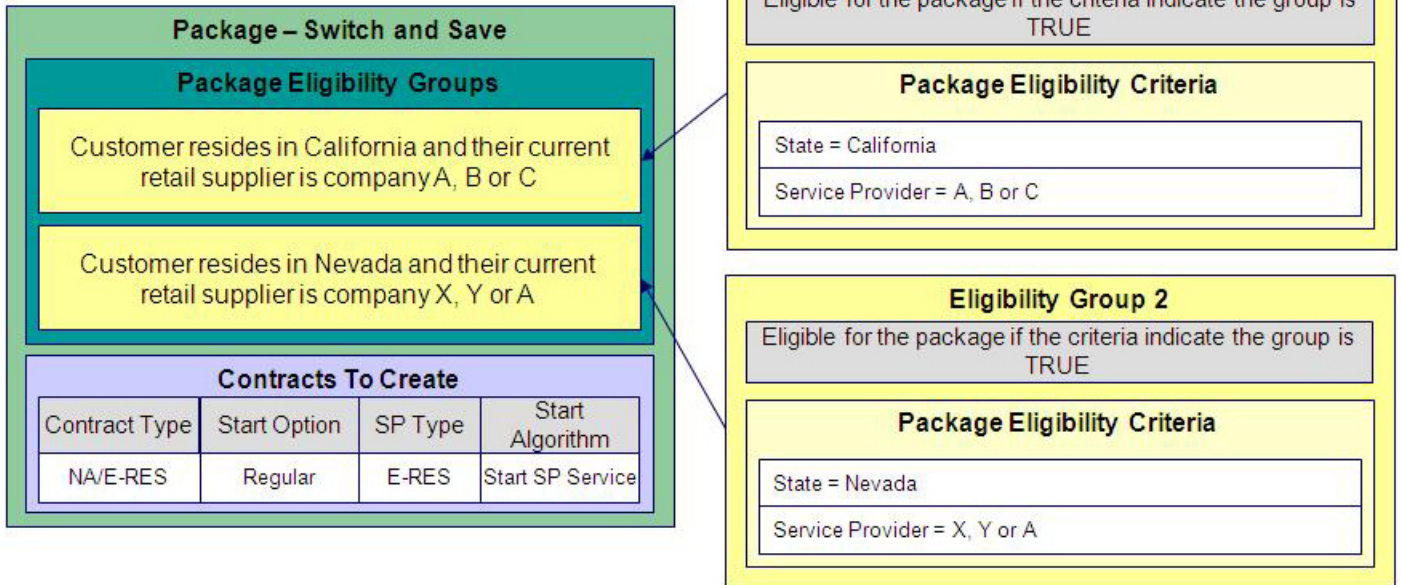 Package – Switch and Save
Package Eligibility Groups
Customer resides in California and their current
retail supplier is company A, B or C
Customer resides in Nevada and their current
retail supplier is company X, Y or A
Contracts To Create
Contract Type Start Option SP Type Start Algorithm
NA/E-RES Regular E-RES Start SP Service
Eligible for the package if the criteria indicate the group is
TRUE
Package Eligibility Criteria
State = California
Service Provider = A, B or C
Eligibility Group 2
Eligible for the package if the criteria indicate the group is
TRUE
Package Eligibility Criteria
State = Nevada
Service Provider = X, Y or A